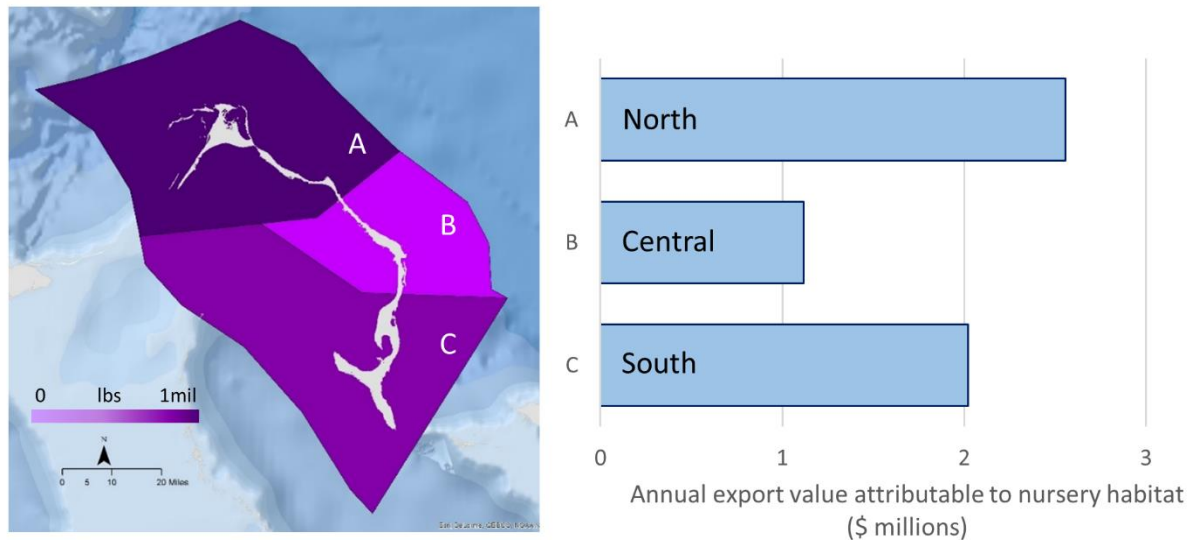 A
B
C
0 lbs 1mil
N
0 5 10 20 Miles
A North
B Central
C South
0 1 2 3
Annual export value attributable to nursery habitat
($ millions)